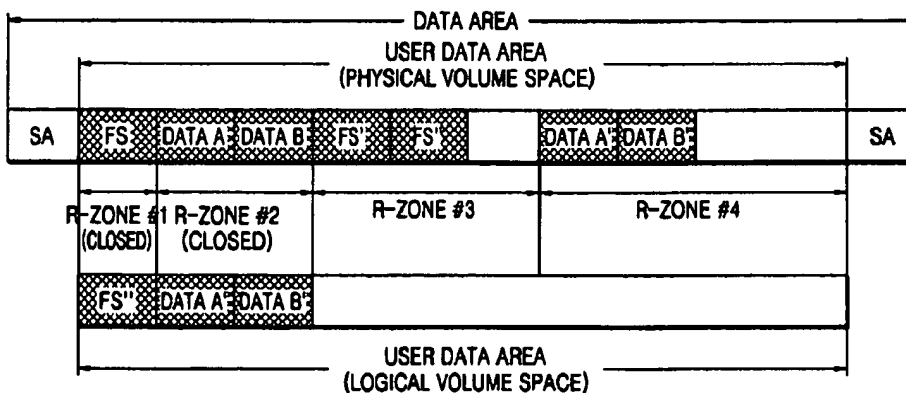 DATA AREA
USER DATA AREA
(PHYSICAL VOLUME SPACE)
SA FS DATA A DATA B FS' FS' DATA A' DATA B' SA
R-ZONE #1 R-ZONE #2 R-ZONE #3 R-ZONE #4
(CLOSED) (CLOSED)
FS'' DATA A' DATA B'
USER DATA AREA
(LOGICAL VOLUME SPACE)